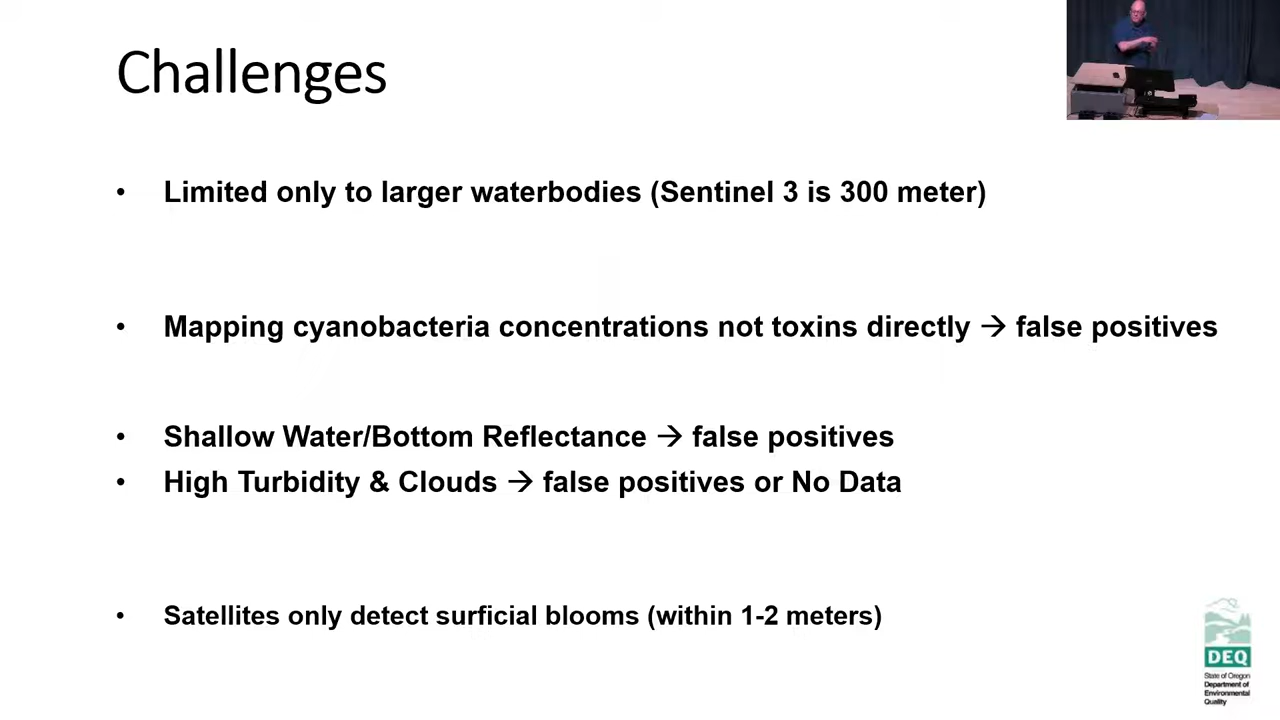 Challenges
• Limited only to larger waterbodies (Sentinel 3 is 300 meter)
• Mapping cyanobacteria concentrations not toxins directly → false positives
• Shallow Water/Bottom Reflectance → false positives
• High Turbidity & Clouds → false positives or No Data
• Satellites only detect surficial blooms (within 1-2 meters)
DEQ
State of Oregon
Department of
Environmental
Quality